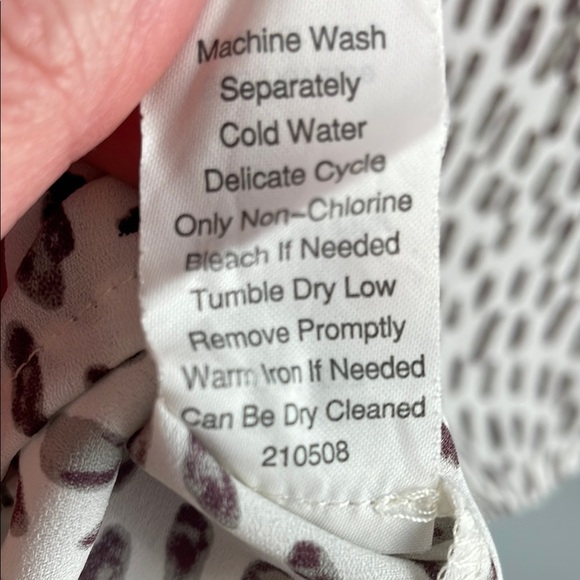 Machine Wash
Separately
Cold Water
Delicate Cycle
Only Non-Chlorine
Bleach If Needed
Tumble Dry Low
Remove Promptly
Warm Iron If Needed
Can Be Dry Cleaned
210508